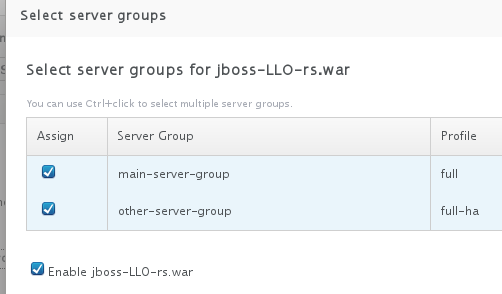 Select server groups
Select server groups for jboss-LLO-rs.war
You can use Ctrl+click to select multiple server groups.
Assign Server Group Profile
main-server-group full
other-server-group full-ha
Enable jboss-LLO-rs.war